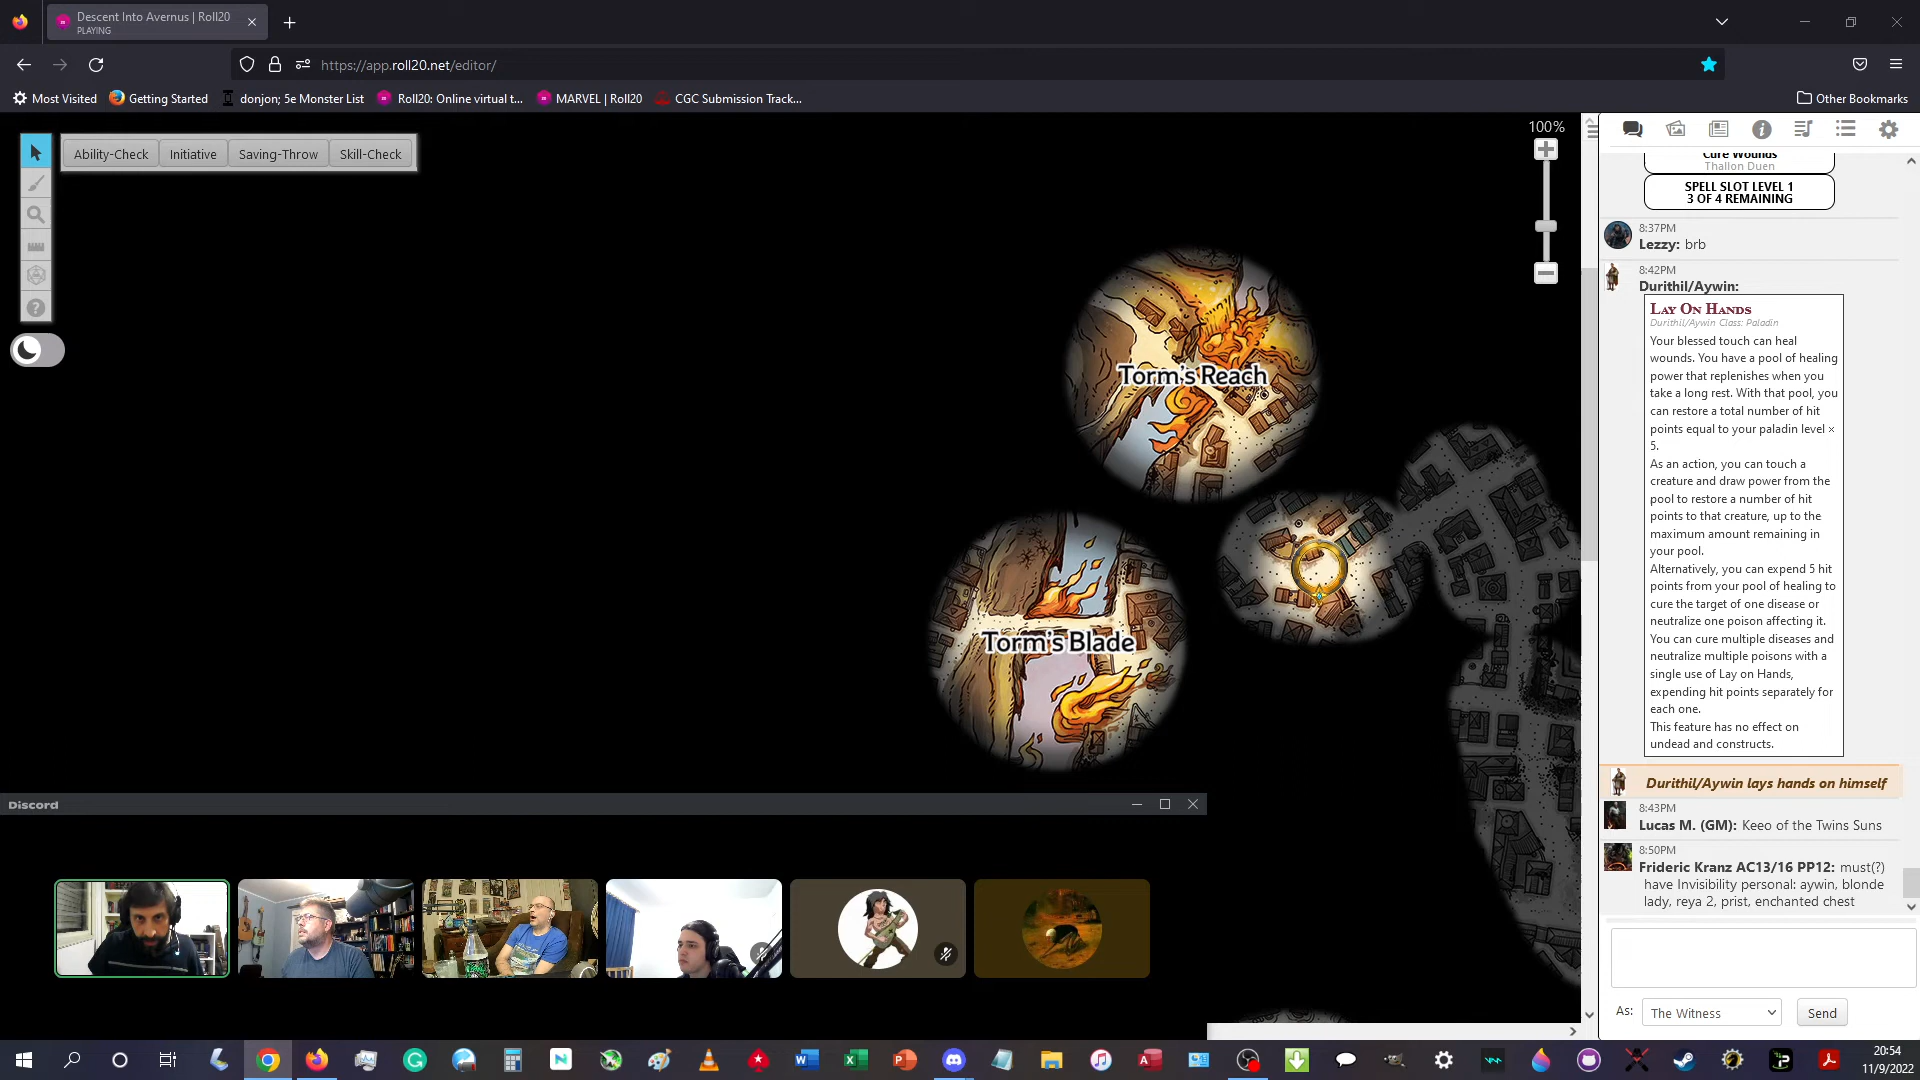 Descent Into Avernus | Roll20
PLAYING
https://app.roll20.net/editor/
Most Visited
Getting Started
donjon; 5e Monster List
Roll20: Online virtual t...
MARVEL | Roll20
CGC Submission Track...
Other Bookmarks
Ability-Check
Initiative
Saving-Throw
Skill-Check
100%
Torm's Reach
Torm's Blade
Cure Wounds
Thallon Duen
SPELL SLOT LEVEL 1
3 OF 4 REMAINING
8:37PM
Lezzy: brb
8:42PM
Durithil/Aywin:
Lay On Hands
Durithil/Aywin Class: Paladin
Your blessed touch can heal
wounds. You have a pool of healing
power that replenishes when you
take a long rest. With that pool, you
can restore a total number of hit
points equal to your paladin level ×
5.
As an action, you can touch a
creature and draw power from the
pool to restore a number of hit
points to that creature, up to the
maximum amount remaining in
your pool.
Alternatively, you can expend 5 hit
points from your pool of healing to
cure the target of one disease or
neutralize one poison affecting it.
You can cure multiple diseases and
neutralize multiple poisons with a
single use of Lay on Hands,
expending hit points separately for
each one.
This feature has no effect on
undead and constructs.
Durithil/Aywin lays hands on himself
8:43PM
Lucas M. (GM): Keeo of the Twins Suns
8:50PM
Frideric Kranz AC13/16 PP12: must(?)
have Invisibility personal: aywin, blonde
lady, reya 2, prist, enchanted chest
As:
The Witness
Send
Discord
20:54
11/9/2022